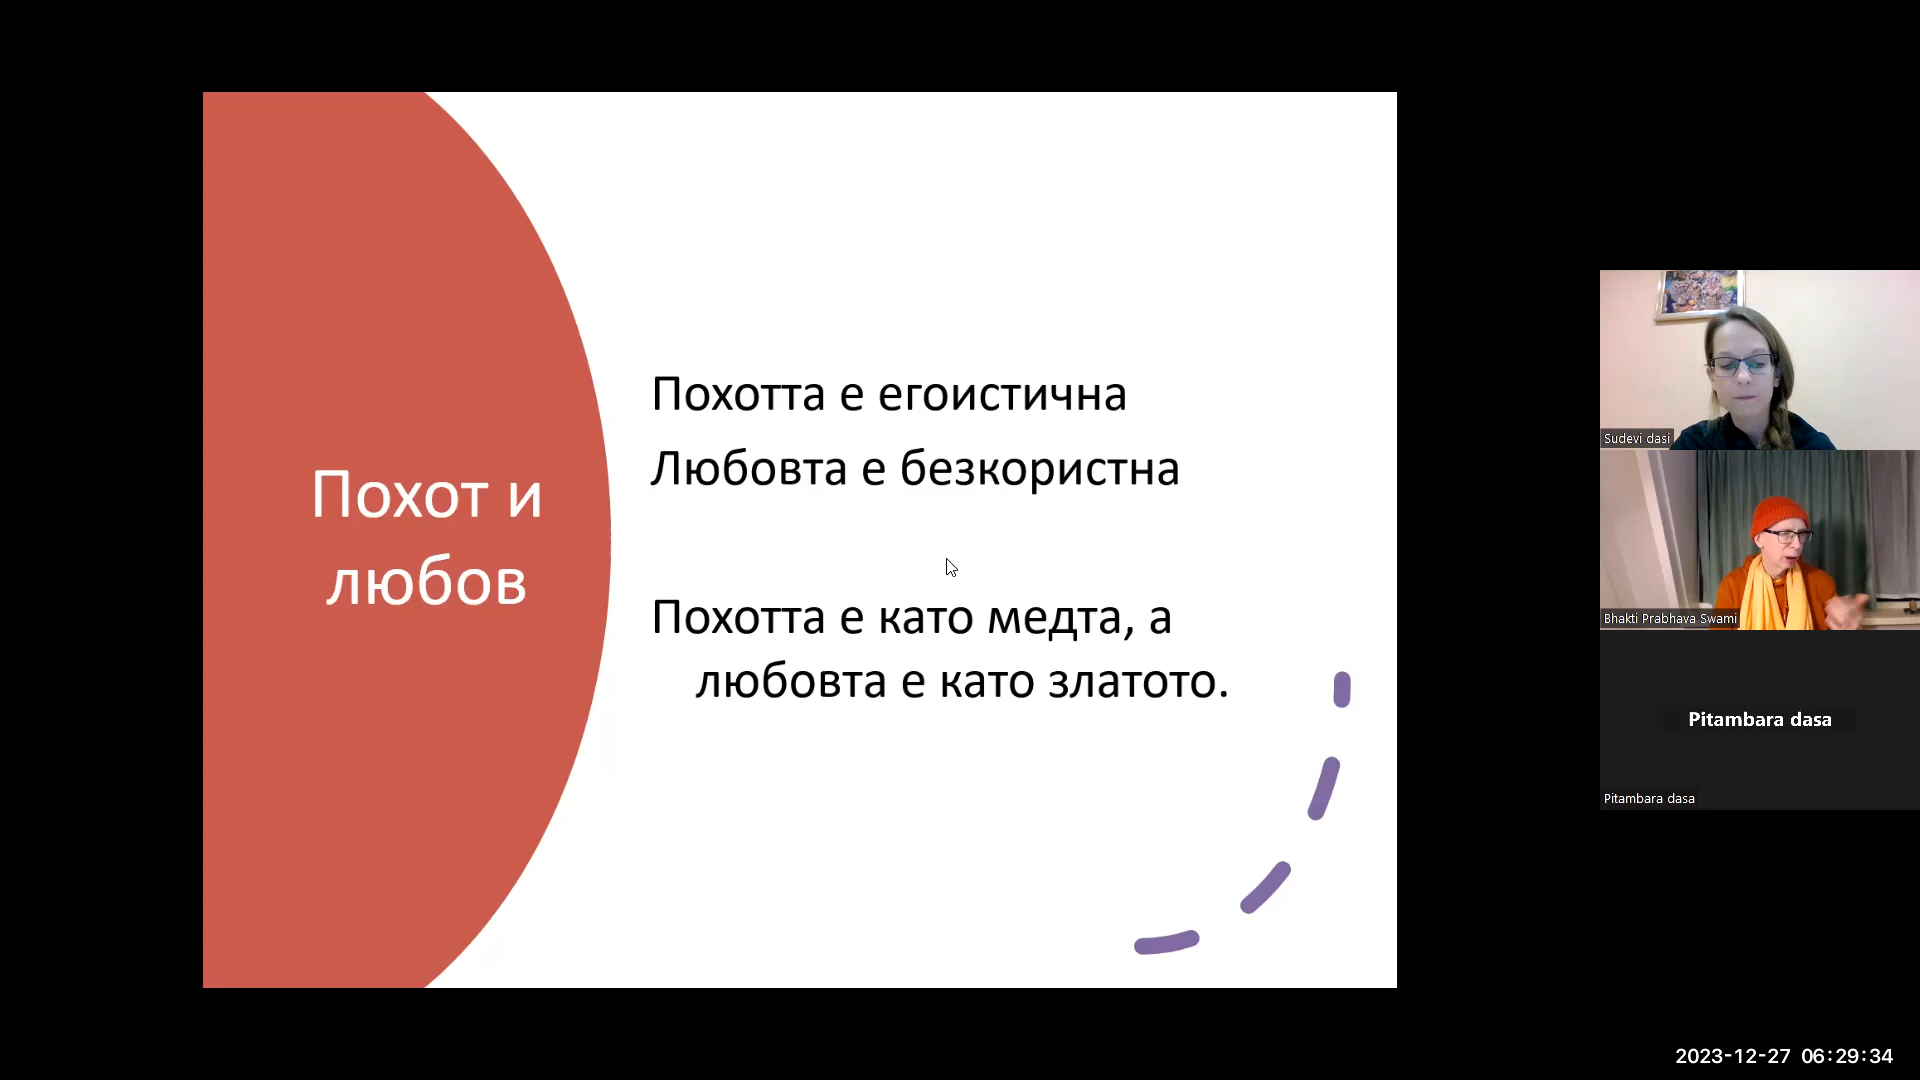 Похот и
любов
Похотта е егоистична
Любовта е безкористна
Похотта е като медта, а
любовта е като златото.
Sudevi dasi
Bhakti Prabhava Swami
Pitambara dasa
Pitambara dasa
2023-12-27 06:29:34